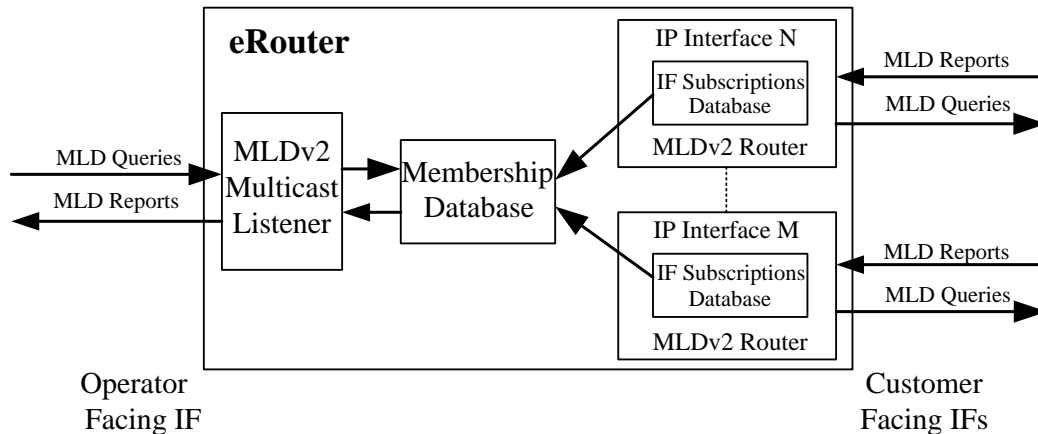 eRouter
MLD Queries
MLD Reports
MLDv2
Multicast
Listener
Membership
Database
IP Interface N
IF Subscriptions
Database
MLDv2 Router
MLD Reports
MLD Queries
IP Interface M
IF Subscriptions
Database
MLDv2 Router
MLD Reports
MLD Queries
Operator
Facing IF
Customer
Facing IFs